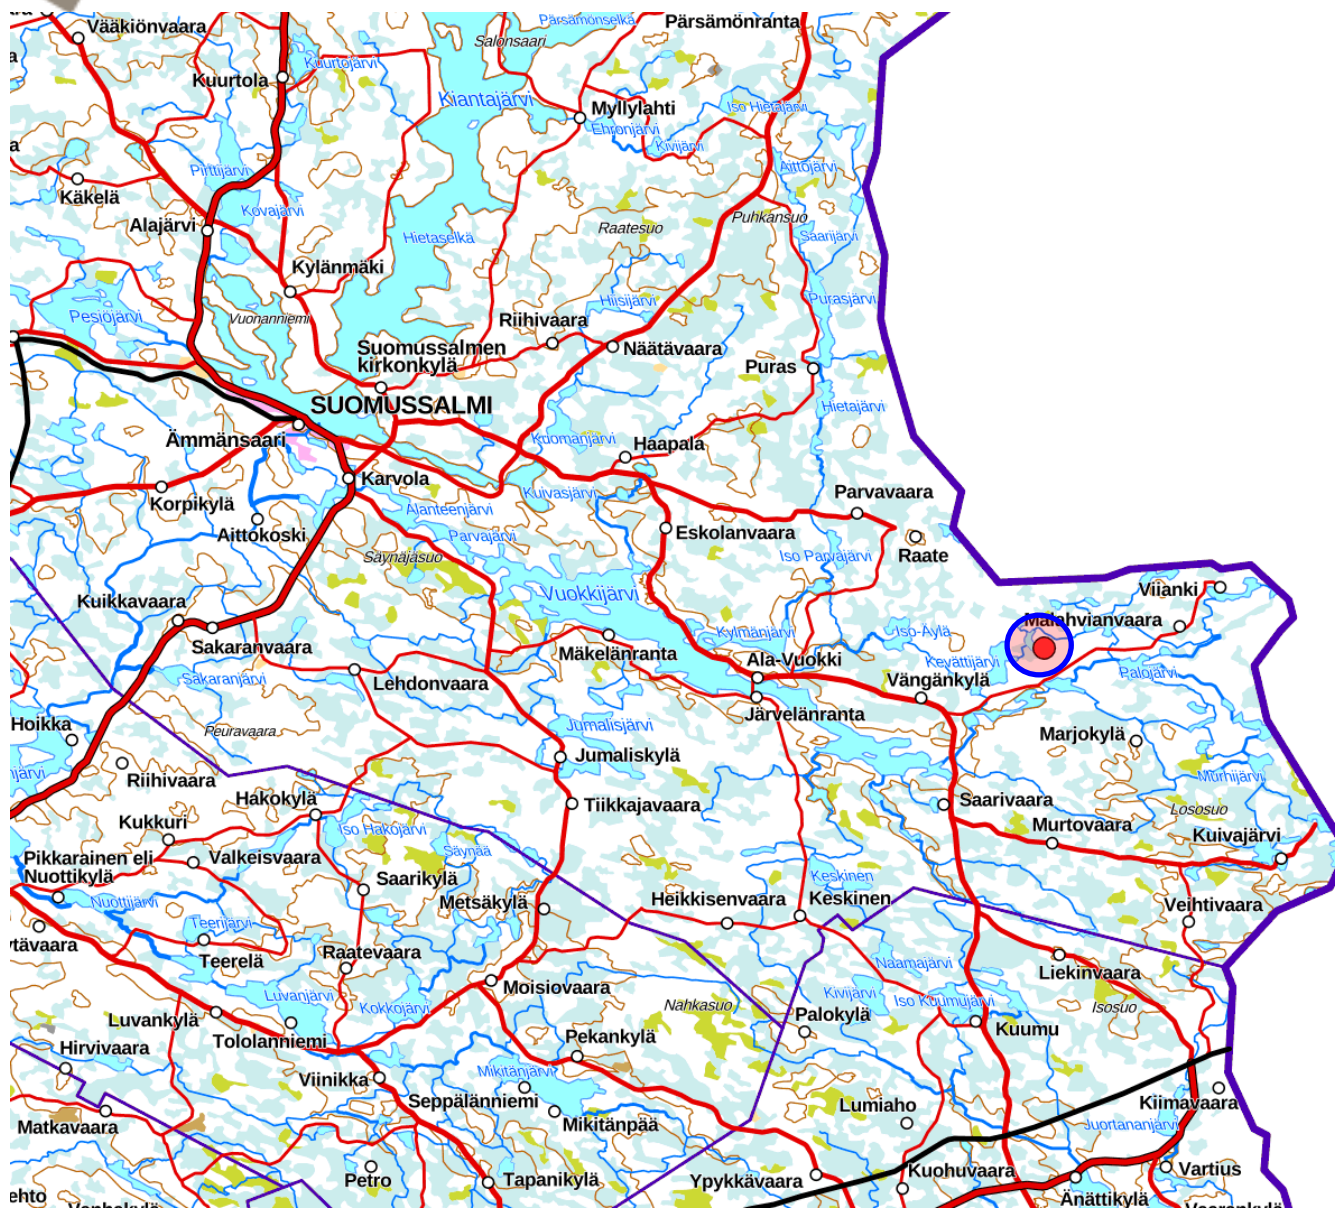 Vääkiönvaara
Pärsämönselkä
Pärsämönranta
Salonsaari
Kuurtojärvi
Kuurtola
Kiantajärvi
Myllylahti
Iso Hietajärvi
Ehronjärvi
Kivijärvi
Pirttijärvi
Aittojärvi
Käkelä
Kovajärvi
Alajärvi
Puhkansuo
Raatesuo
Hietaselkä
Saarijärvi
Kylänmäki
Hiisijärvi
Purasjärvi
Pesiöjärvi
Vuonanniemi
Riihivaara
Suomussalmen
kirkonkylä
Näätävaara
Puras
SUOMUSSALMI
Hietajärvi
Ämmänsaari
Kuomanjärvi
Haapala
Karvola
Kuivasjärvi
Parvavaara
Korpikylä
Alanteenjärvi
Aittokoski
Parvajärvi
Eskolanvaara
Säynäjäsuo
Iso Parvajärvi
Raate
Vuokkijärvi
Viianki
Kuikkavaara
Malahvianvaara
Sakaranvaara
Kylmänjärvi
Iso-Äylä
Mäkelänranta
Ala-Vuokki
Kevättijärvi
Palojärvi
Sakaranjärvi
Lehdonvaara
Vängänkylä
Järvelänranta
Hoikka
Peuravaara
Jumalisjärvi
Marjokylä
Jumaliskylä
Riihivaara
Murhijärvi
Hakokylä
Tiikkajavaara
Saarivaara
Lososuo
Kukkuri
Iso Hakojärvi
Murtovaara
Kuivajärvi
Pikkarainen eli
Nuottikylä
Valkeisvaara
Säynää
Saarikylä
Keskinen
Nuottijärvi
Metsäkylä
Heikkisenvaara
Keskinen
Veihtivaara
Teerijärvi
Teerelä
Raatevaara
Naamajärvi
Liekinvaara
Luvanjärvi
Moisiovaara
Kivijärvi
Iso Kuumujärvi
Kokkojärvi
Nahkasuo
Isosuo
Luvankylä
Palokylä
Tololanniemi
Kuumu
Hirvivaara
Pekankylä
Viinikka
Mikitänjärvi
Seppälänniemi
Lumiaho
Kiimavaara
Matkavaara
Mikitänpää
Juortananjärvi
Petro
Tapanikylä
Ypykkävaara
Kuohuvaara
Vartius
Änättikylä